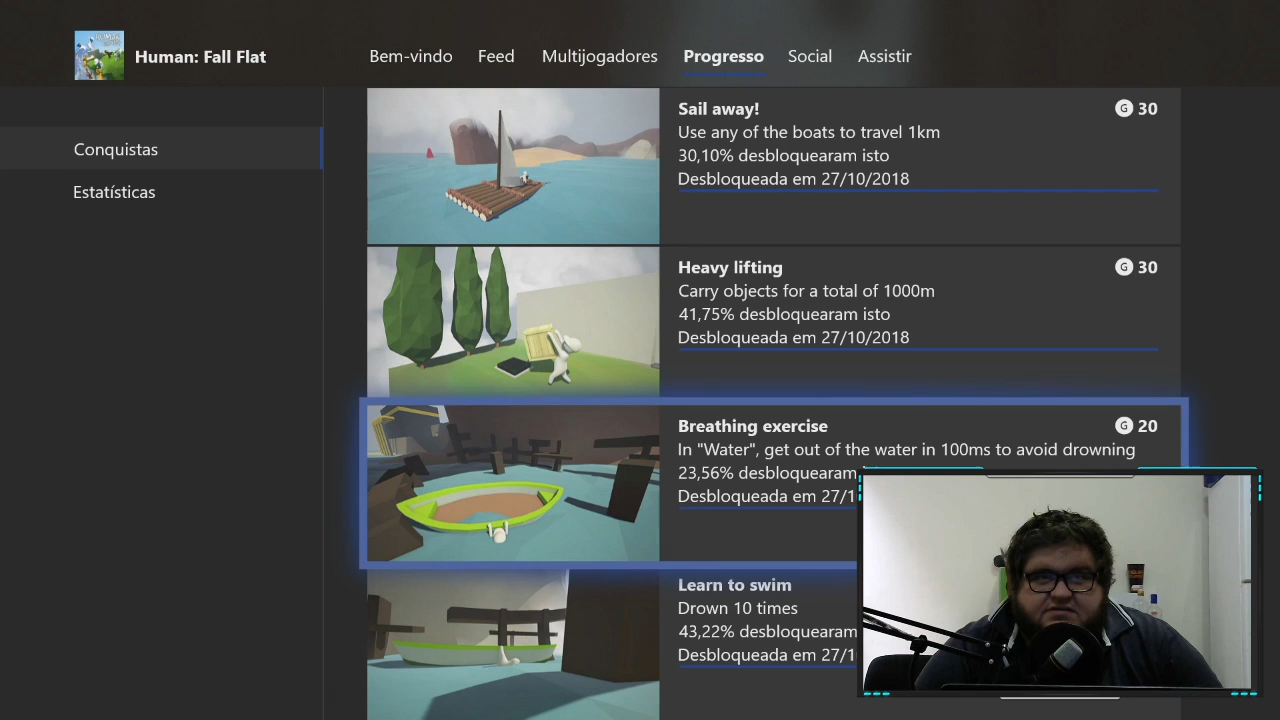 Human: Fall Flat
Bem-vindo Feed Multijogadores Progresso Social Assistir
Conquistas
Estatísticas
Sail away!
G 30
Use any of the boats to travel 1km
30,10% desbloquearam isto
Desbloqueada em 27/10/2018
Heavy lifting
G 30
Carry objects for a total of 1000m
41,75% desbloquearam isto
Desbloqueada em 27/10/2018
Breathing exercise
G 20
In "Water", get out of the water in 100ms to avoid drowning
23,56% desbloquearam
Desbloqueada em 27/1
Learn to swim
Drown 10 times
43,22% desbloquearam
Desbloqueada em 27/1